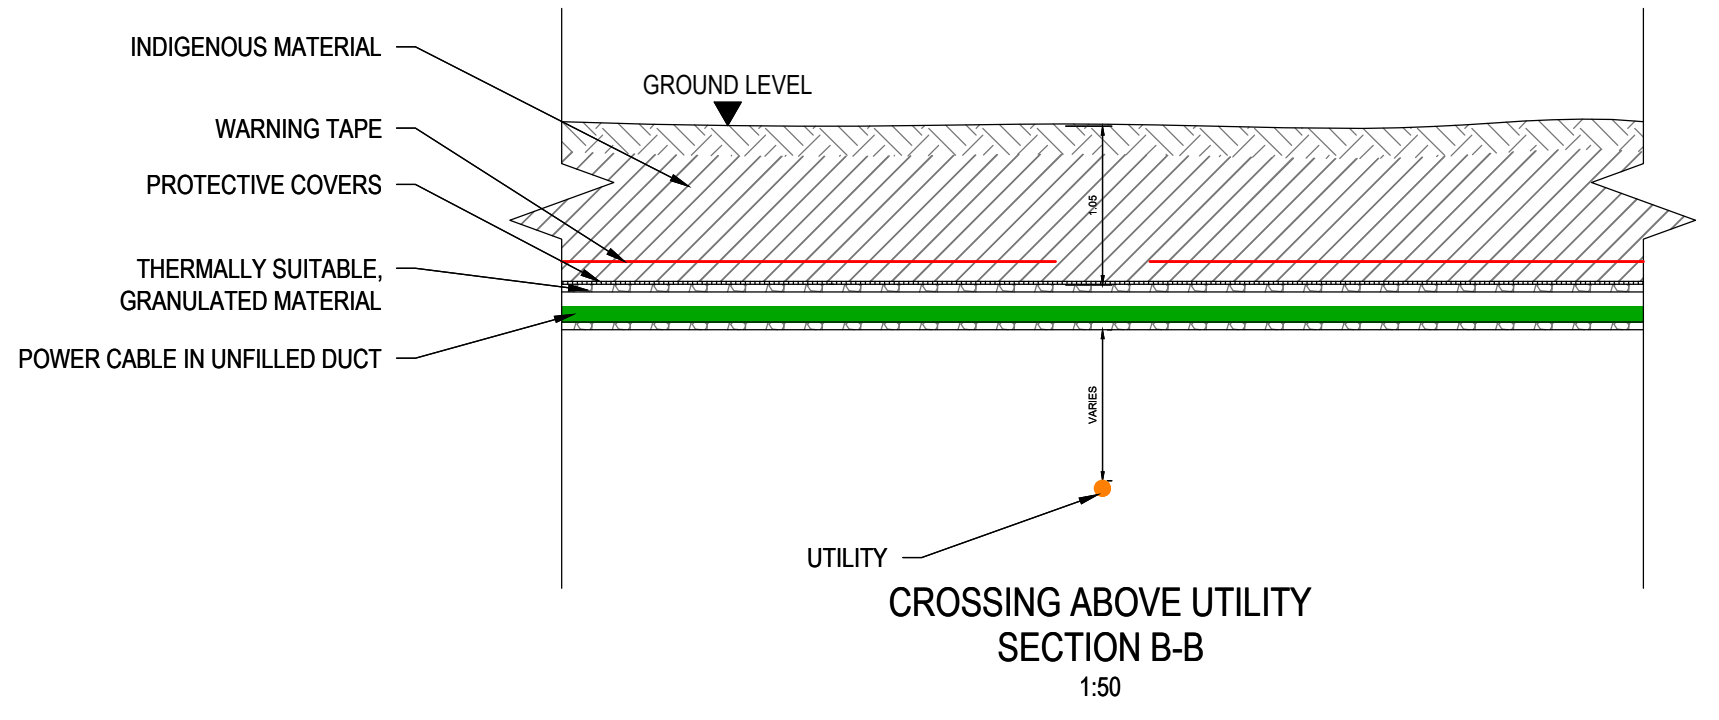 INDIGENOUS MATERIAL
GROUND LEVEL
WARNING TAPE
PROTECTIVE COVERS
1.05
THERMALLY SUITABLE,
GRANULATED MATERIAL
POWER CABLE IN UNFILLED DUCT
VARIES
UTILITY
CROSSING ABOVE UTILITY
SECTION B-B
1:50